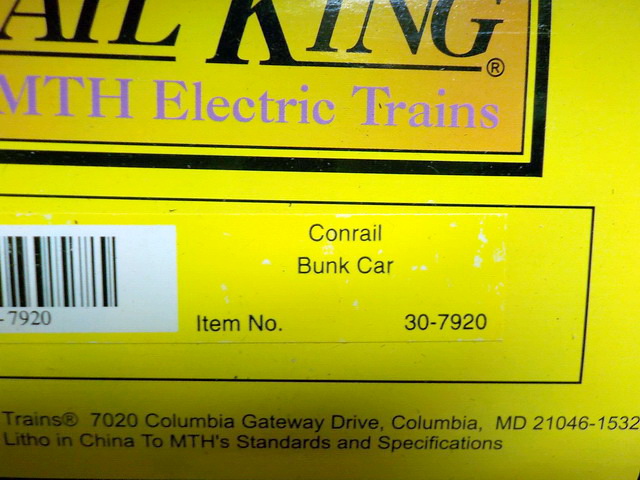 AIL KING®
MTH Electric Trains
Conrail
Bunk Car
-7920
Item No. 30-7920
Trains® 7020 Columbia Gateway Drive, Columbia, MD 21046-1532
Litho in China To MTH's Standards and Specifications